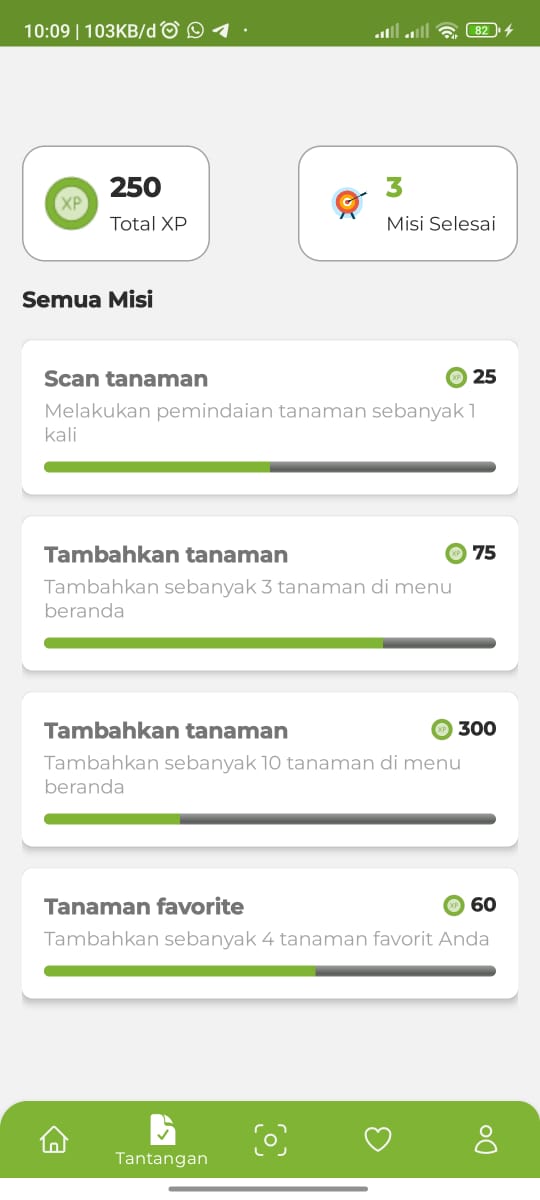 10:09 | 103KB/d
82
XP
250
Total XP
3
Misi Selesai
Semua Misi
Scan tanaman
XP 25
Melakukan pemindaian tanaman sebanyak 1
kali
Tambahkan tanaman
XP 75
Tambahkan sebanyak 3 tanaman di menu
beranda
Tambahkan tanaman
XP 300
Tambahkan sebanyak 10 tanaman di menu
beranda
Tanaman favorite
XP 60
Tambahkan sebanyak 4 tanaman favorit Anda
Tantangan